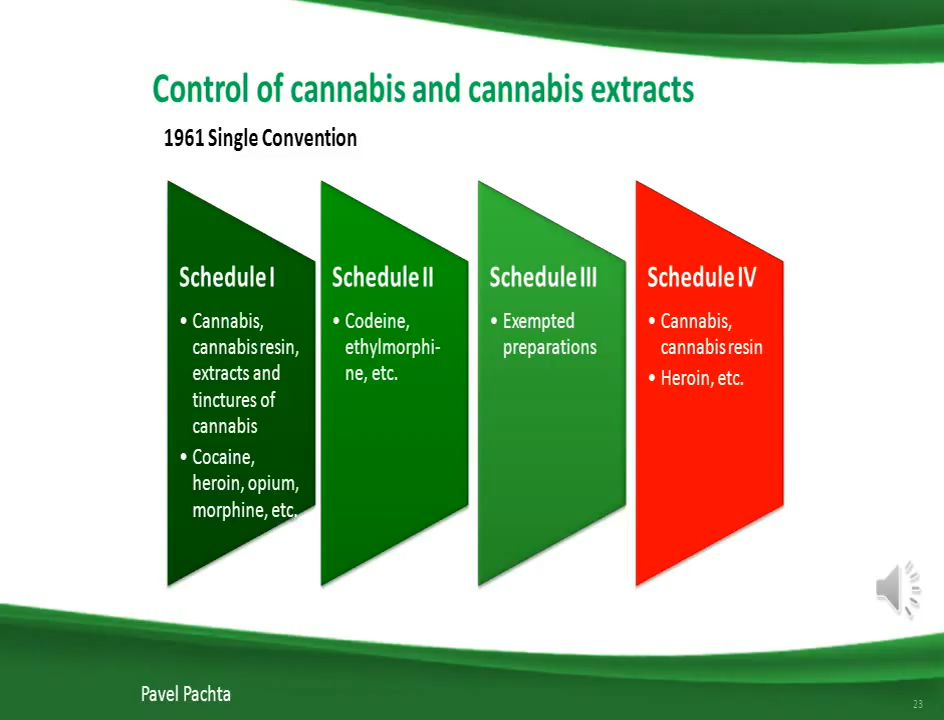 Control of cannabis and cannabis extracts
1961 Single Convention
Schedule I
• Cannabis,
cannabis resin,
extracts and
tinctures of
cannabis
• Cocaine,
heroin, opium,
morphine, etc.
Schedule II
• Codeine,
ethylmorphi-
ne, etc.
Schedule III
• Exempted
preparations
Schedule IV
• Cannabis,
cannabis resin
• Heroin, etc.
Pavel Pachta
23